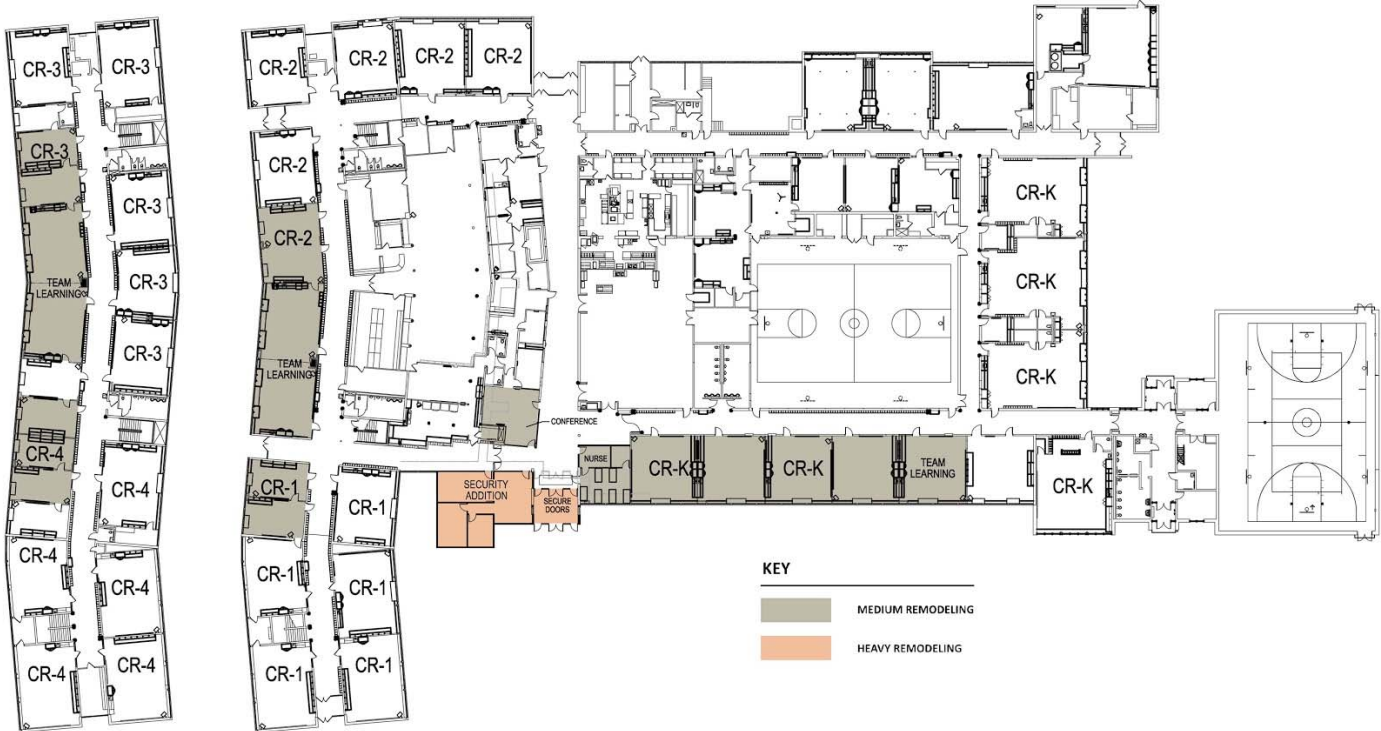 CR-3
CR-3
CR-3
CR-3
CR-3
TEAM
LEARNING
CR-3
CR-4
CR-4
CR-4
CR-4
CR-4
CR-4
CR-2
CR-2
CR-2
CR-2
CR-2
CR-2
TEAM
LEARNING
CR-1
CR-1
CR-1
CR-1
CR-1
CR-1
CONFERENCE
SECURITY
ADDITION
SECURE
DOORS
NURSE
CR-K
CR-K
TEAM
LEARNING
CR-K
CR-K
CR-K
CR-K
KEY
MEDIUM REMODELING
HEAVY REMODELING